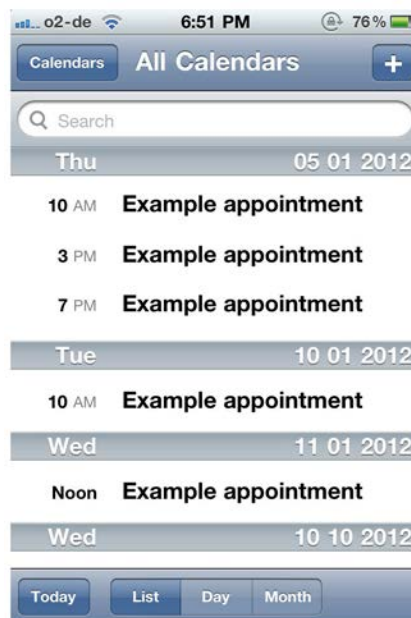 o2-de 6:51 PM 76%
Calendars All Calendars +
Search
Thu 05 01 2012
10 AM Example appointment
3 PM Example appointment
7 PM Example appointment
Tue 10 01 2012
10 AM Example appointment
Wed 11 01 2012
Noon Example appointment
Wed 10 10 2012
Today List Day Month